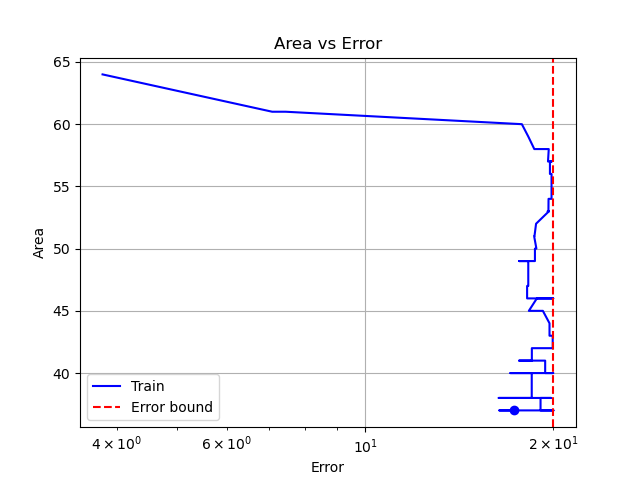 Area vs Error
65
60
55
50
45
40
Area
Train
Error bound
4 × 10⁰
6 × 10⁰
10¹
2 × 10¹
Error